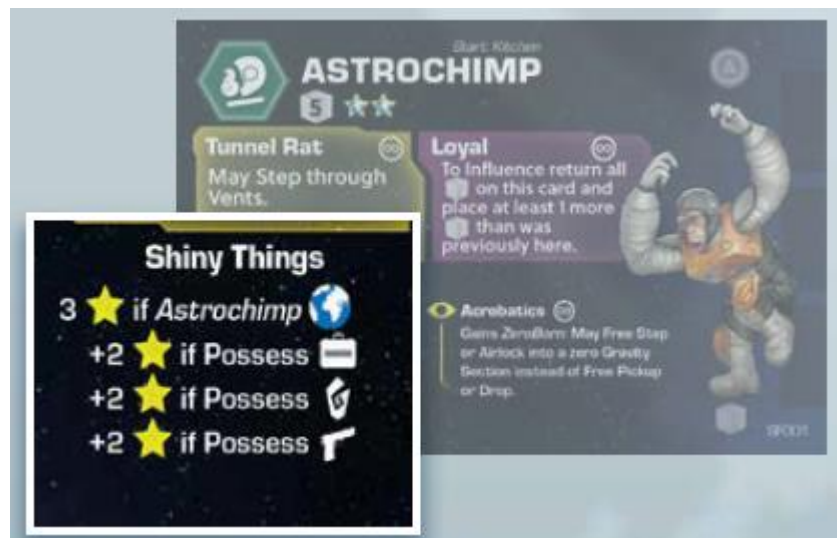 Start: Kitchen
ASTROCHIMP
5
Tunnel Rat
May Step through
Vents.
Loyal
To Influence return all
on this card and
place at least 1 more
than was
previously here.
Shiny Things
3 if Astrochimp
+2 if Possess
+2 if Possess
+2 if Possess
Acrobatics
Gains ZeroBorn: May Free Step
or Airlock into a zero Gravity
Section instead of Free Pickup
or Drop.
SF001